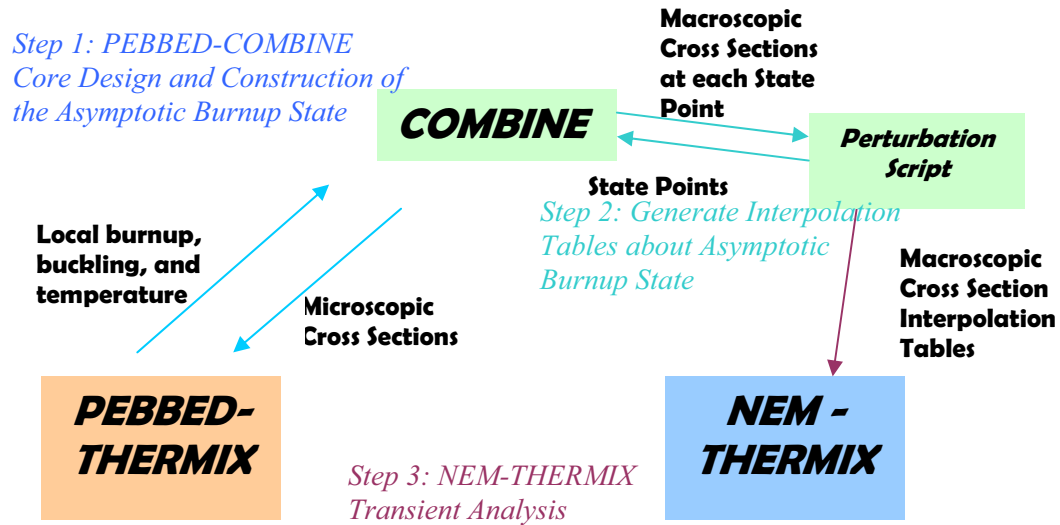 Step 1: PEBBED-COMBINE
Core Design and Construction of
the Asymptotic Burnup State
COMBINE
Macroscopic
Cross Sections
at each State
Point
Perturbation
Script
State Points
Step 2: Generate Interpolation
Tables about Asymptotic
Burnup State
Local burnup,
buckling, and
temperature
Microscopic
Cross Sections
Macroscopic
Cross Section
Interpolation
Tables
PEBBED-
THERMIX
NEM -
THERMIX
Step 3: NEM-THERMIX
Transient Analysis